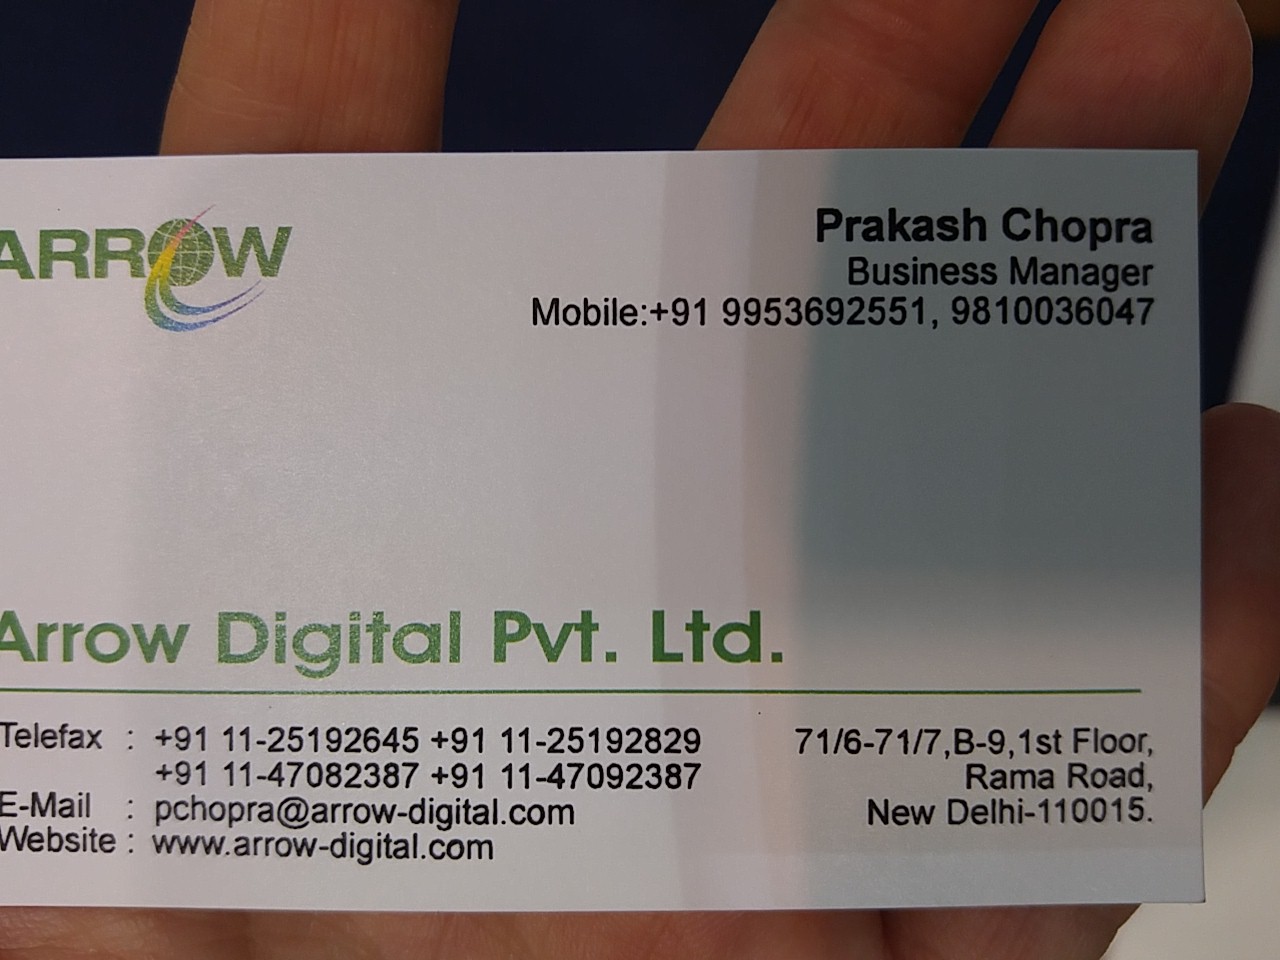 ARROW
Prakash Chopra
Business Manager
Mobile:+91 9953692551, 9810036047
Arrow Digital Pvt. Ltd.
Telefax : +91 11-25192645 +91 11-25192829
+91 11-47082387 +91 11-47092387
E-Mail : pchopra@arrow-digital.com
Website : www.arrow-digital.com
71/6-71/7,B-9,1st Floor,
Rama Road,
New Delhi-110015.